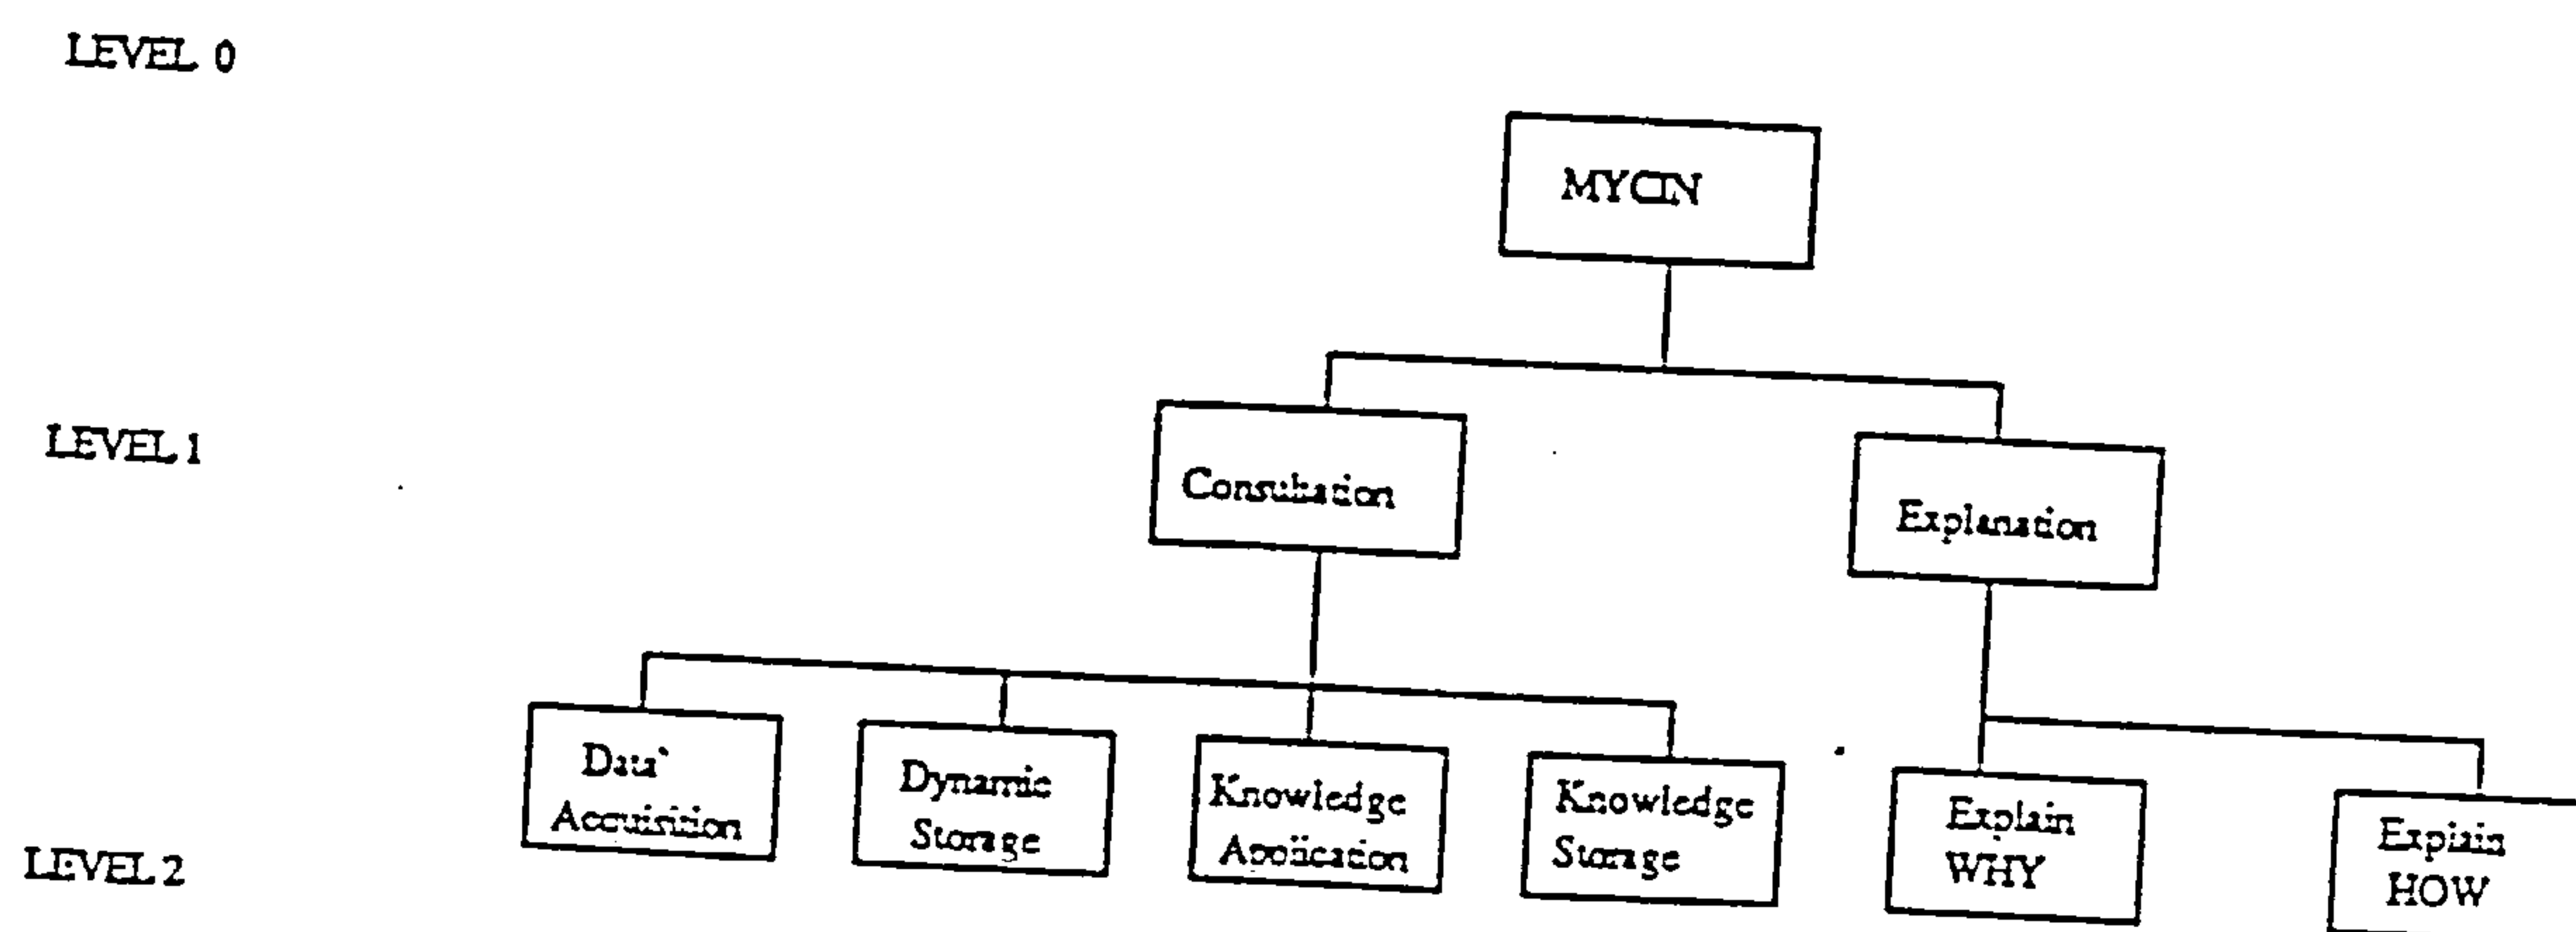 LEVEL 0
MYCIN
LEVEL 1
Consultation
Explanation
Data
Acquisition
Dynamic
Storage
Knowledge
Application
Knowledge
Storage
Explain
WHY
Explain
HOW
LEVEL 2